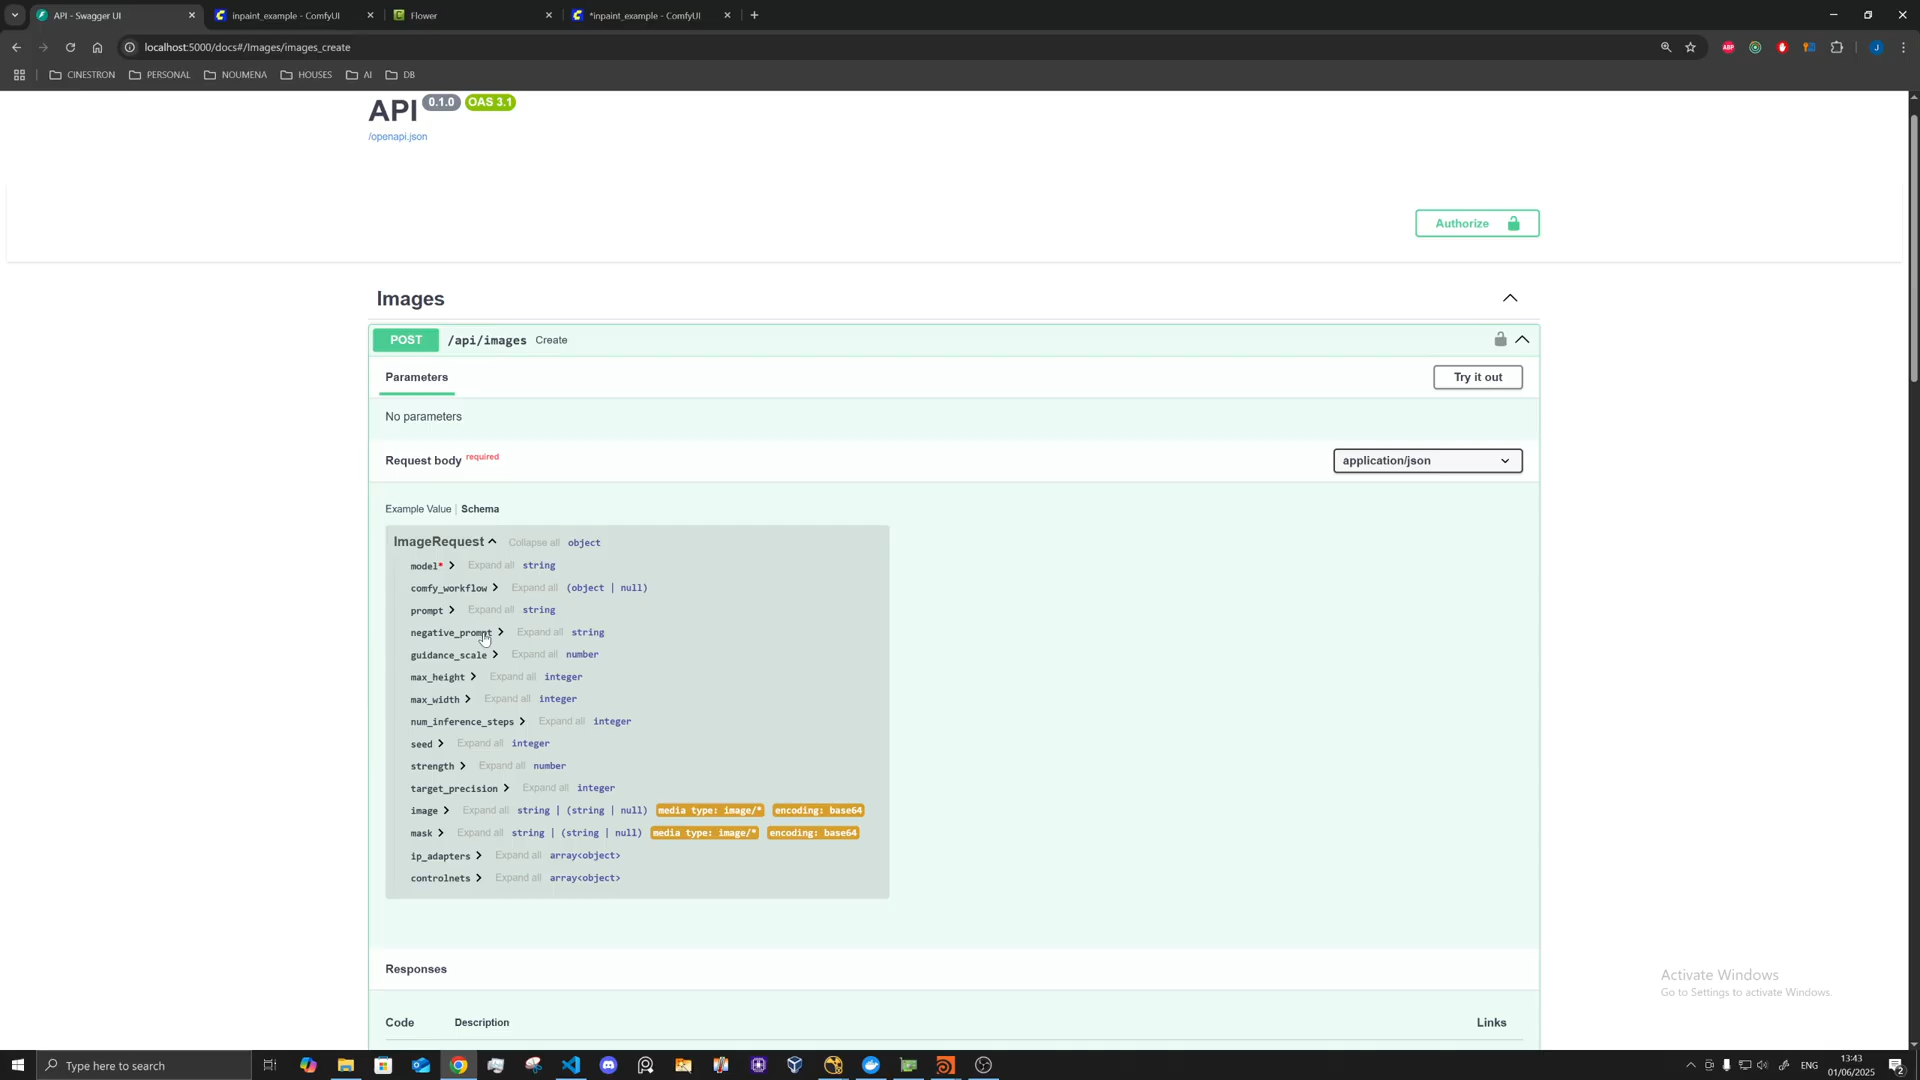 API - Swagger UI
inpaint_example - ComfyUI
Flower
*inpaint_example - ComfyUI
localhost:5000/docs#/Images/images_create
ABP
J
CINESTRON
PERSONAL
NOUMENA
HOUSES
AI
DB
API 0.1.0 OAS 3.1
/openapi.json
Authorize
Images
POST /api/images Create
Parameters
Try it out
No parameters
Request body required
application/json
Example Value | Schema
ImageRequest Collapse all object
model* Expand all string
comfy_workflow Expand all (object | null)
prompt Expand all string
negative_prompt Expand all string
guidance_scale Expand all number
max_height Expand all integer
max_width Expand all integer
num_inference_steps Expand all integer
seed Expand all integer
strength Expand all number
target_precision Expand all integer
image Expand all string | (string | null) media type: image/* encoding: base64
mask Expand all string | (string | null) media type: image/* encoding: base64
ip_adapters Expand all array<object>
controlnets Expand all array<object>
Responses
Code Description Links
Activate Windows
Go to Settings to activate Windows.
Type here to search
ENG
13:43
01/06/2025
2